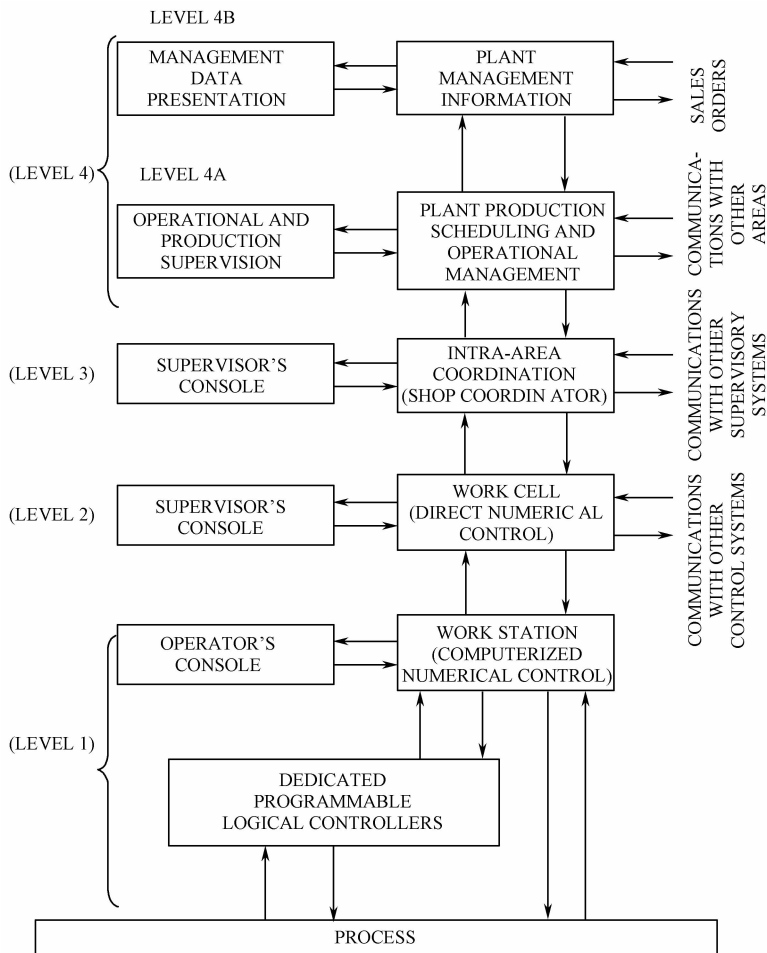 LEVEL 4B
MANAGEMENT
DATA
PRESENTATION
PLANT
MANAGEMENT
INFORMATION
SALES
ORDERS
(LEVEL 4)
LEVEL 4A
OPERATIONAL AND
PRODUCTION
SUPERVISION
PLANT PRODUCTION
SCHEDULING AND
OPERATIONAL
MANAGEMENT
COMMUNICA-
TIONS WITH
OTHER
AREAS
(LEVEL 3)
SUPERVISOR’S
CONSOLE
INTRA-AREA
COORDINATION
(SHOP COORDIN ATOR)
COMMUNICATIONS
WITH OTHER
SUPERVISORY
SYSTEMS
(LEVEL 2)
SUPERVISOR’S
CONSOLE
WORK CELL
(DIRECT NUMERIC AL
CONTROL)
COMMUNICATIONS
WITH OTHER
CONTROL SYSTEMS
OPERATOR’S
CONSOLE
WORK STATION
(COMPUTERIZED
NUMERICAL CONTROL)
(LEVEL 1)
DEDICATED
PROGRAMMABLE
LOGICAL CONTROLLERS
PROCESS